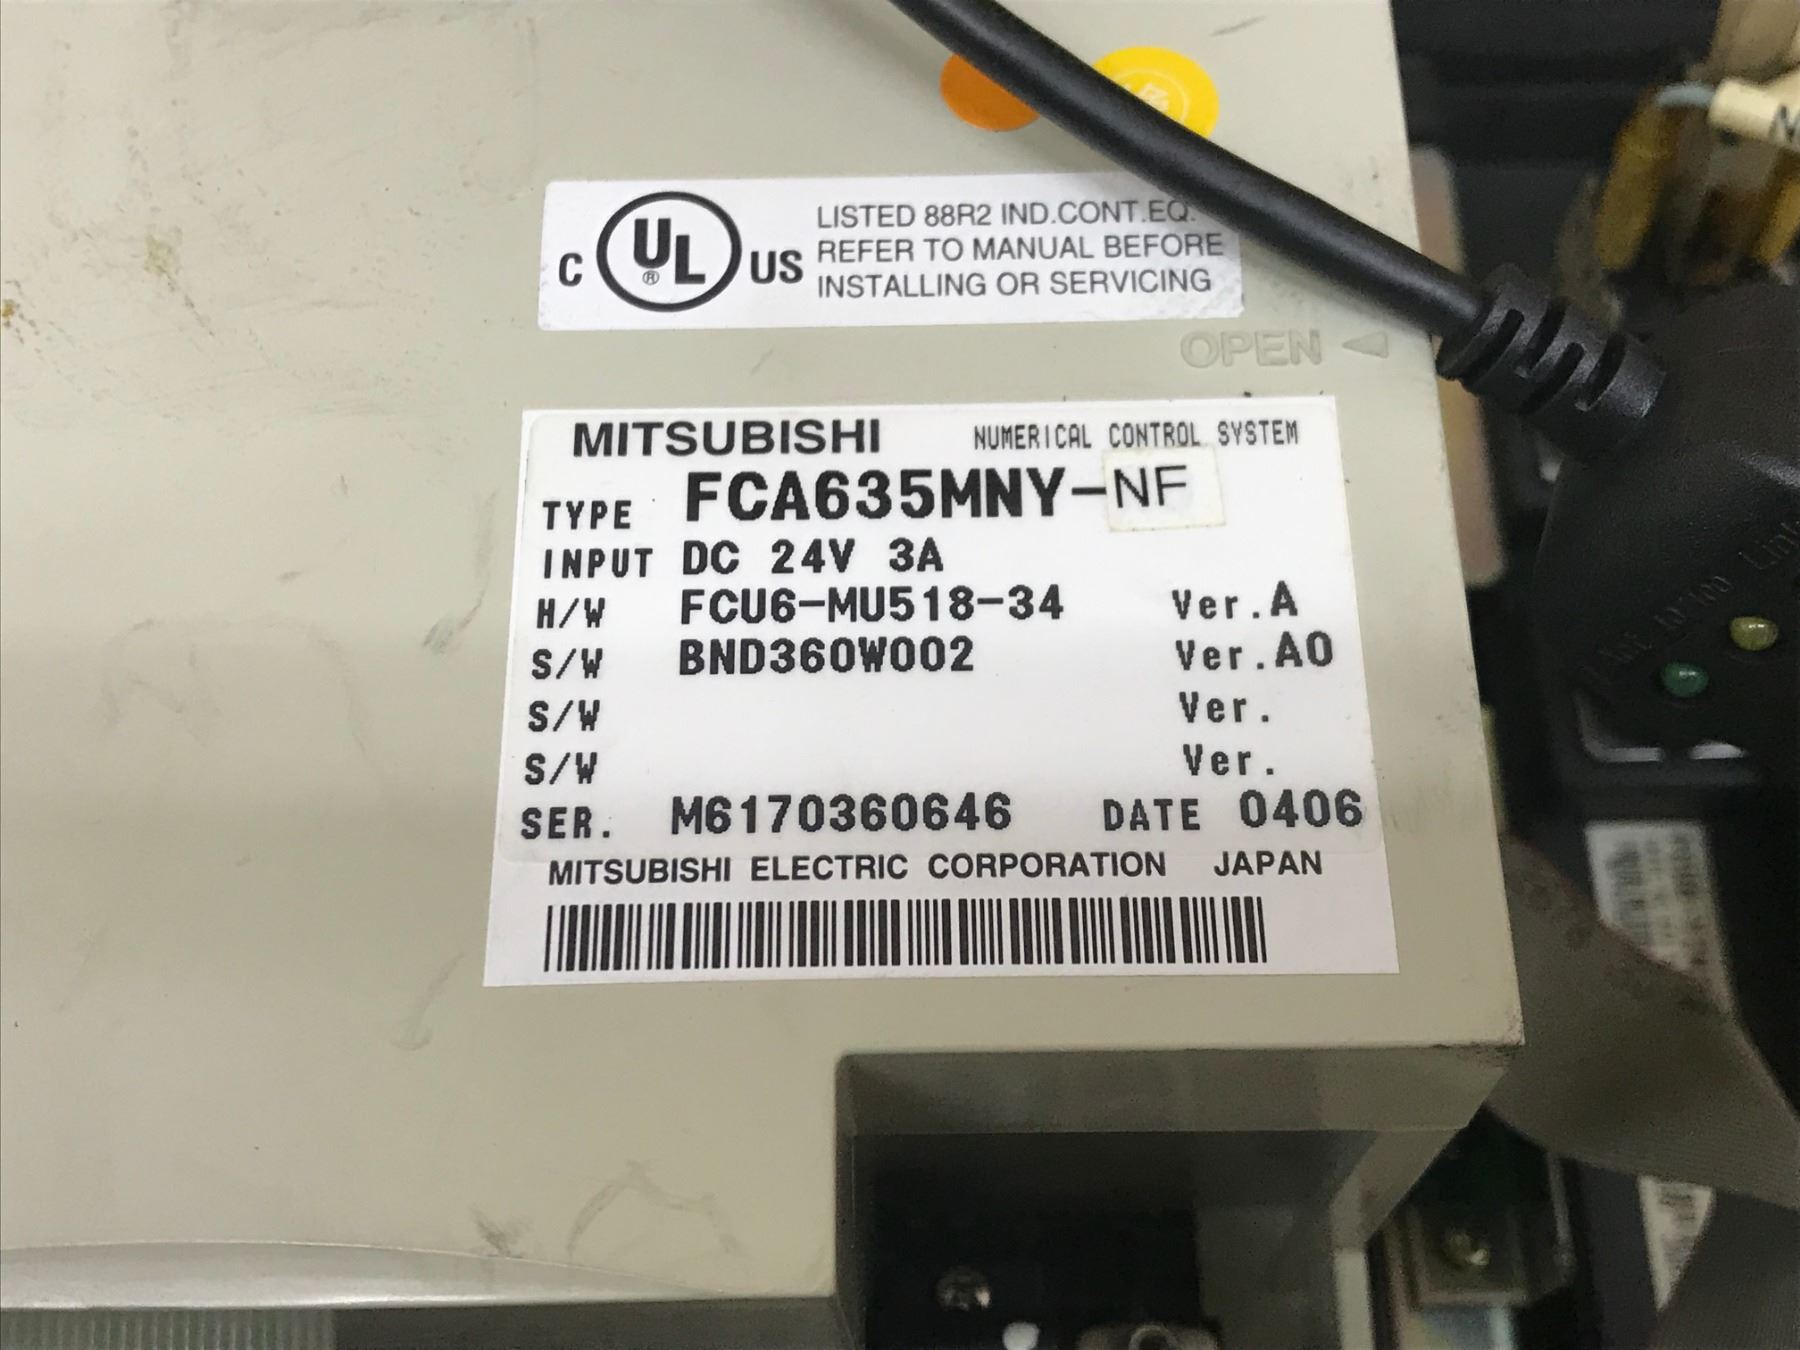 C UL ® US
LISTED 88R2 IND.CONT.EQ.
REFER TO MANUAL BEFORE
INSTALLING OR SERVICING
OPEN
MITSUBISHI NUMERICAL CONTROL SYSTEM
TYPE FCA635MNY-NF
INPUT DC 24V 3A
H/W FCU6-MU518-34 Ver.A
S/W BND360W002 Ver.A0
S/W Ver.
S/W Ver.
SER. M6170360646 DATE 0406
MITSUBISHI ELECTRIC CORPORATION JAPAN